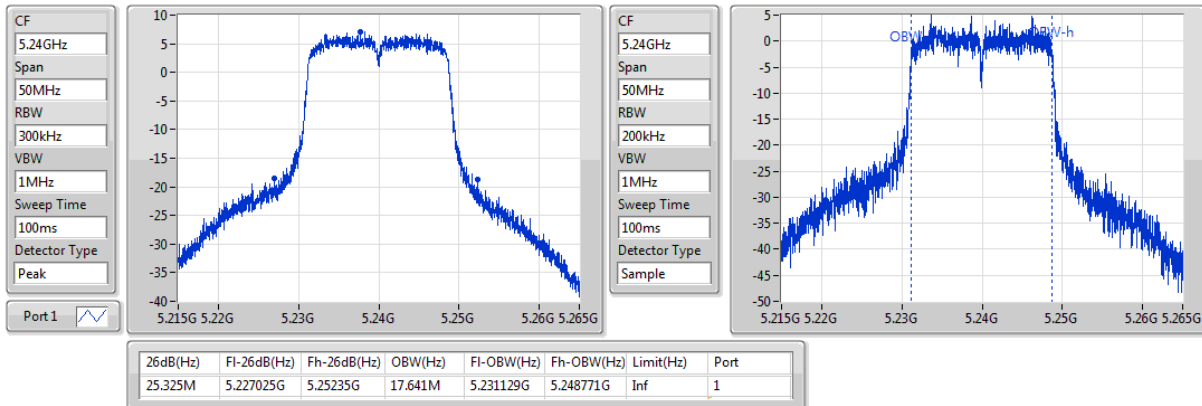 CF
5.24GHz
Span
50MHz
RBW
300kHz
VBW
1MHz
Sweep Time
100ms
Detector Type
Peak
Port 1
10
5
0
-5
-10
-15
-20
-25
-30
-35
-40
5.215G 5.22G 5.23G 5.24G 5.25G 5.26G 5.265G
CF
5.24GHz
Span
50MHz
RBW
200kHz
VBW
1MHz
Sweep Time
100ms
Detector Type
Sample
5
0
-5
-10
-15
-20
-25
-30
-35
-40
-45
-50
5.215G 5.22G 5.23G 5.24G 5.25G 5.26G 5.265G
26dB(Hz) Fl-26dB(Hz) Fh-26dB(Hz) OBW(Hz) Fl-OBW(Hz) Fh-OBW(Hz) Limit(Hz) Port
25.325M 5.227025G 5.25235G 17.641M 5.231129G 5.248771G Inf 1